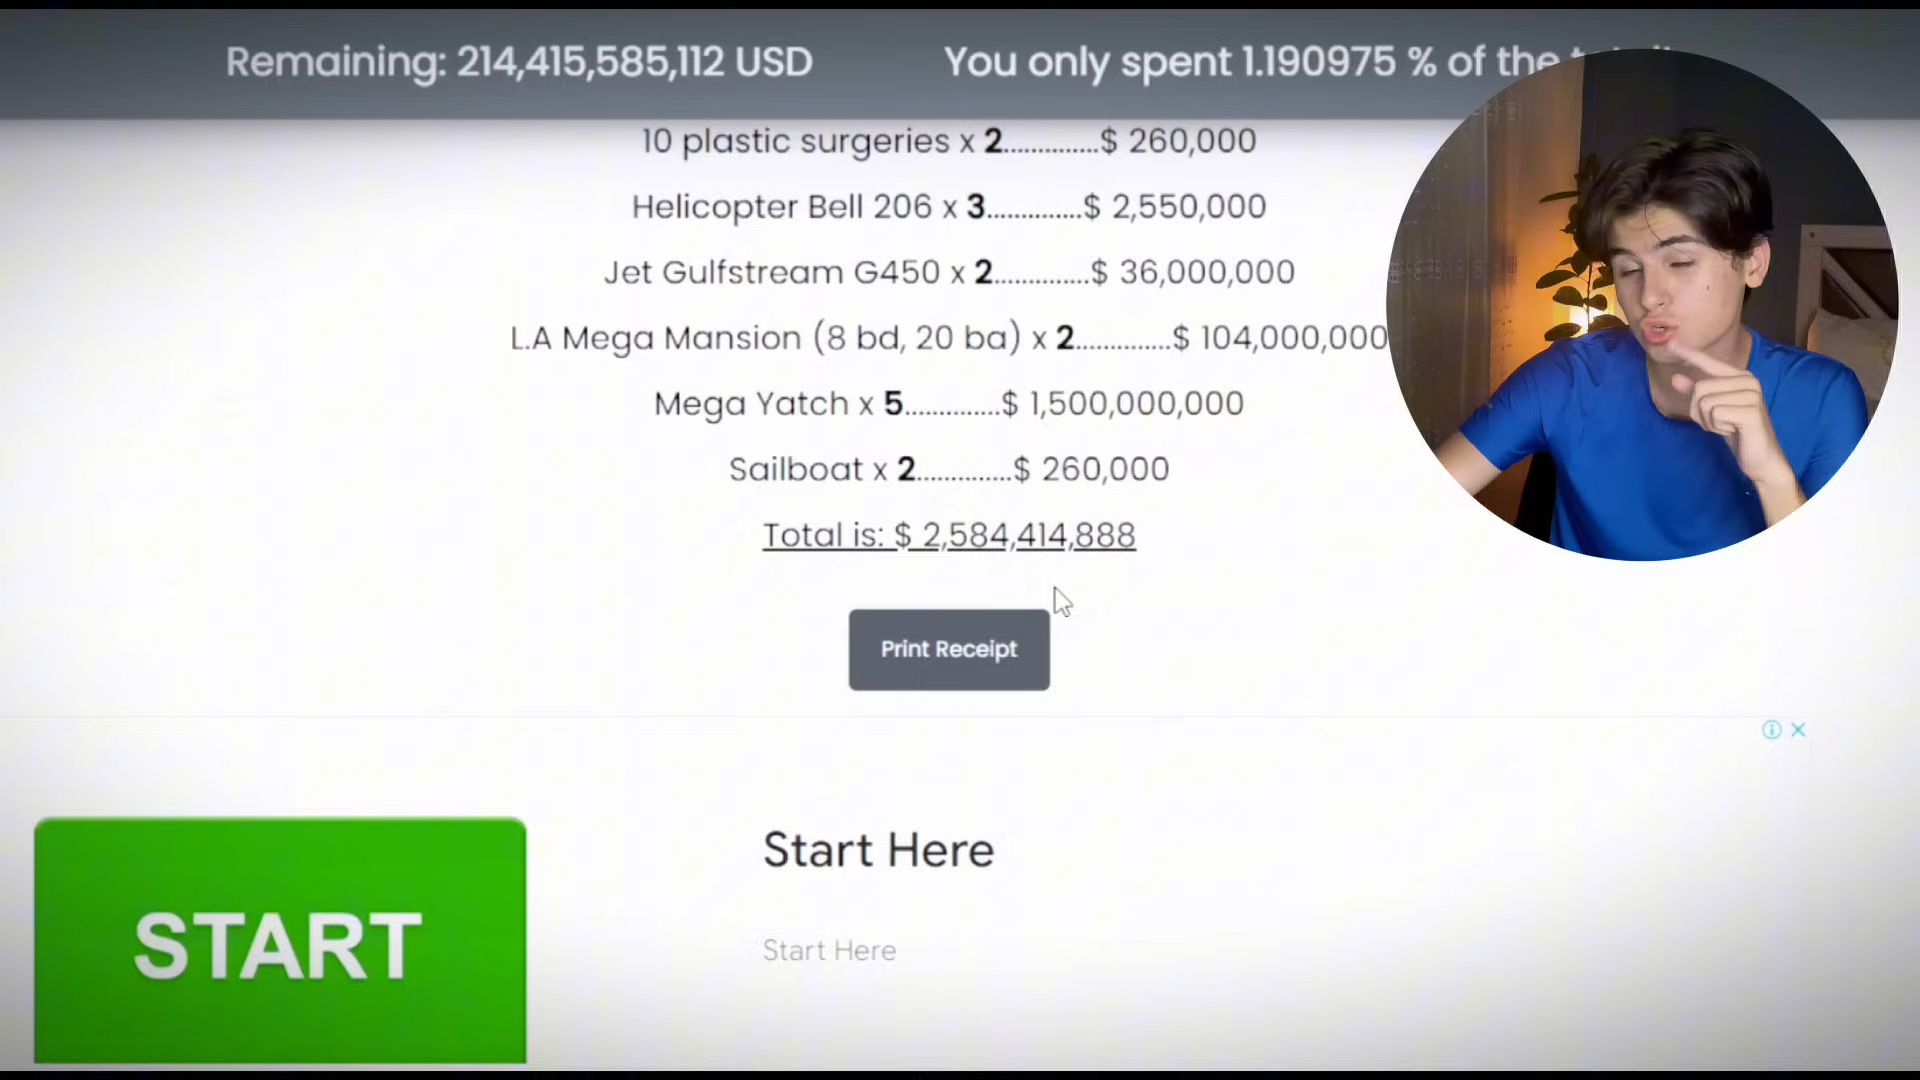 Remaining: 214,415,585,112 USD
You only spent 1.190975 % of the
10 plastic surgeries x 2..............$ 260,000
Helicopter Bell 206 x 3..............$ 2,550,000
Jet Gulfstream G450 x 2..............$ 36,000,000
L.A Mega Mansion (8 bd, 20 ba) x 2..............$ 104,000,000
Mega Yatch x 5..............$ 1,500,000,000
Sailboat x 2..............$ 260,000
Total is: $ 2,584,414,888
Print Receipt
START
Start Here
Start Here